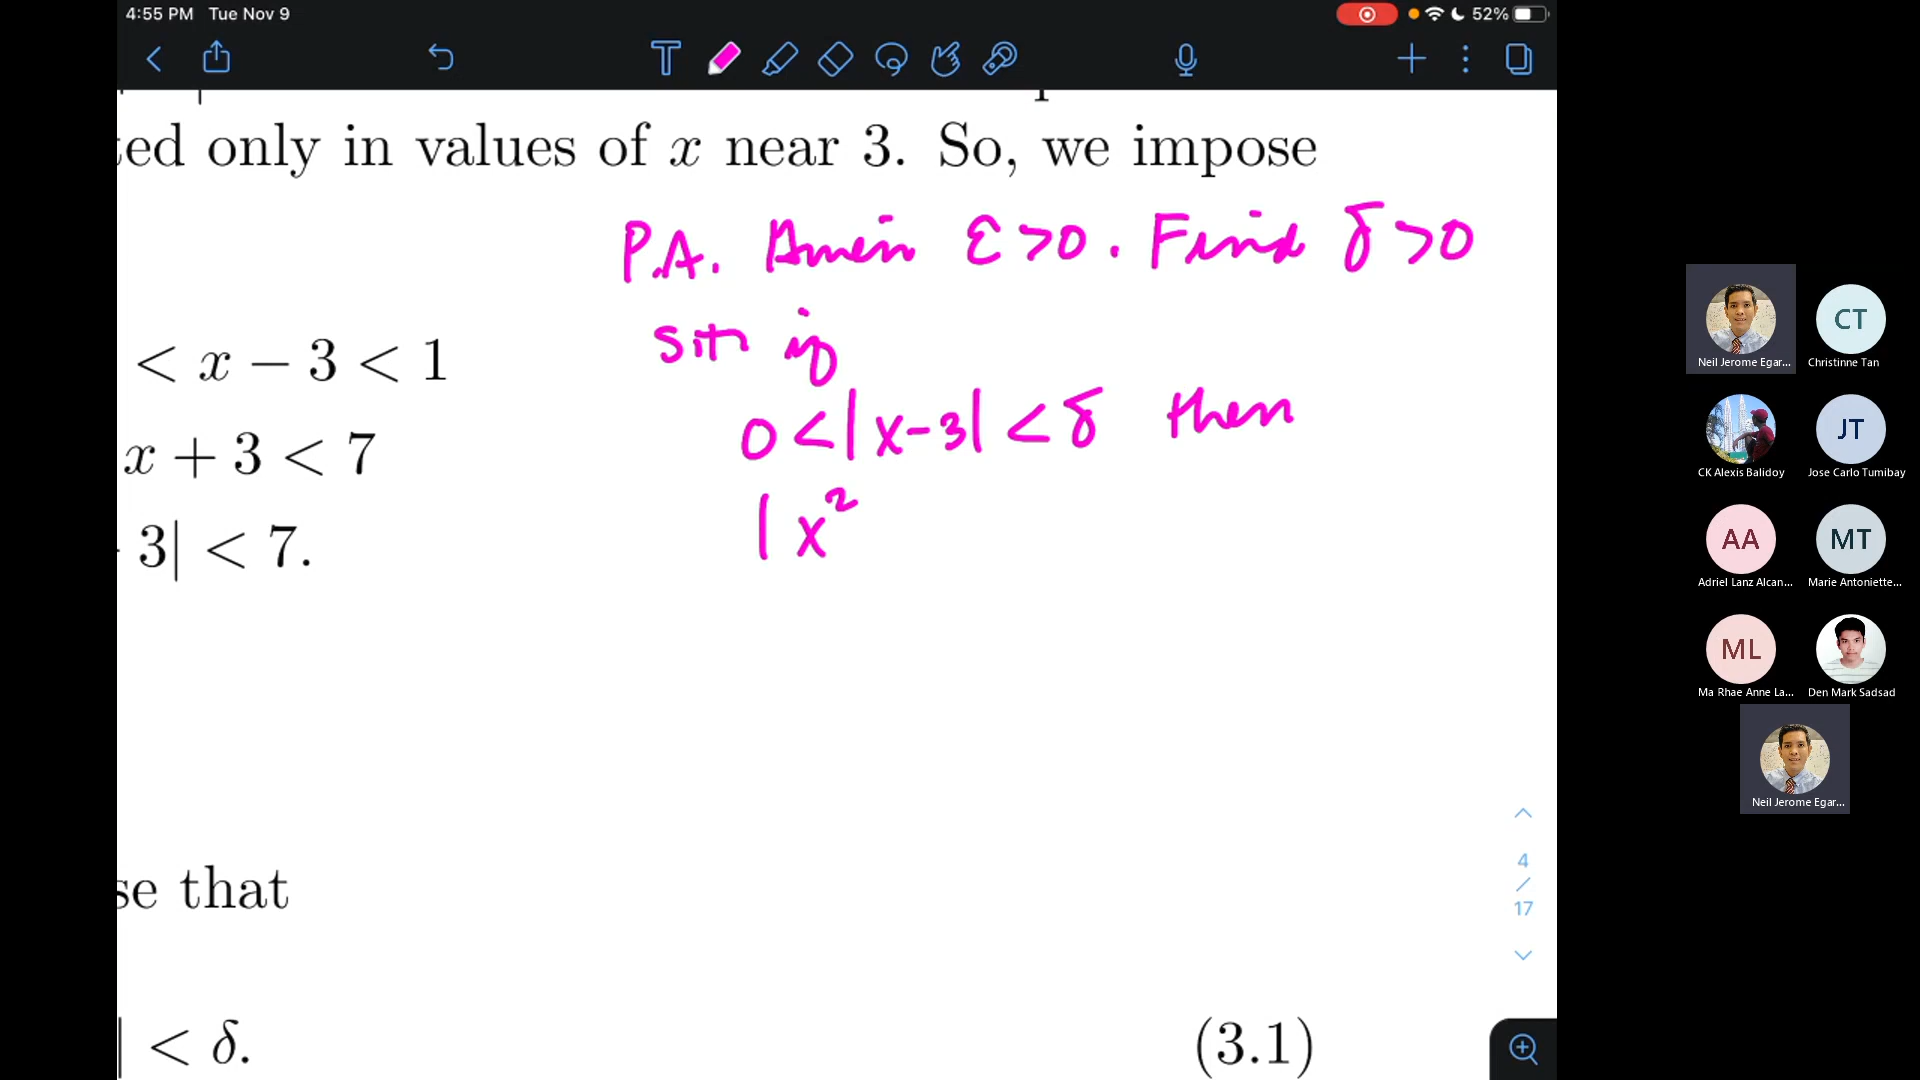 4:55 PM Tue Nov 9
52%
ted only in values of x near 3. So, we impose
P.A. Given ε>0. Find δ>0
sth if
< x − 3 < 1
0<|x-3|<δ then
x + 3 < 7
|x²
3| < 7.
se that
| < δ.
(3.1)
4
/
17
Neil Jerome Egar...
CT
Christinne Tan
CK Alexis Balidoy
JT
Jose Carlo Tumibay
AA
Adriel Lanz Alcan...
MT
Marie Antoniette...
ML
Ma Rhae Anne La...
Den Mark Sadsad
Neil Jerome Egar...